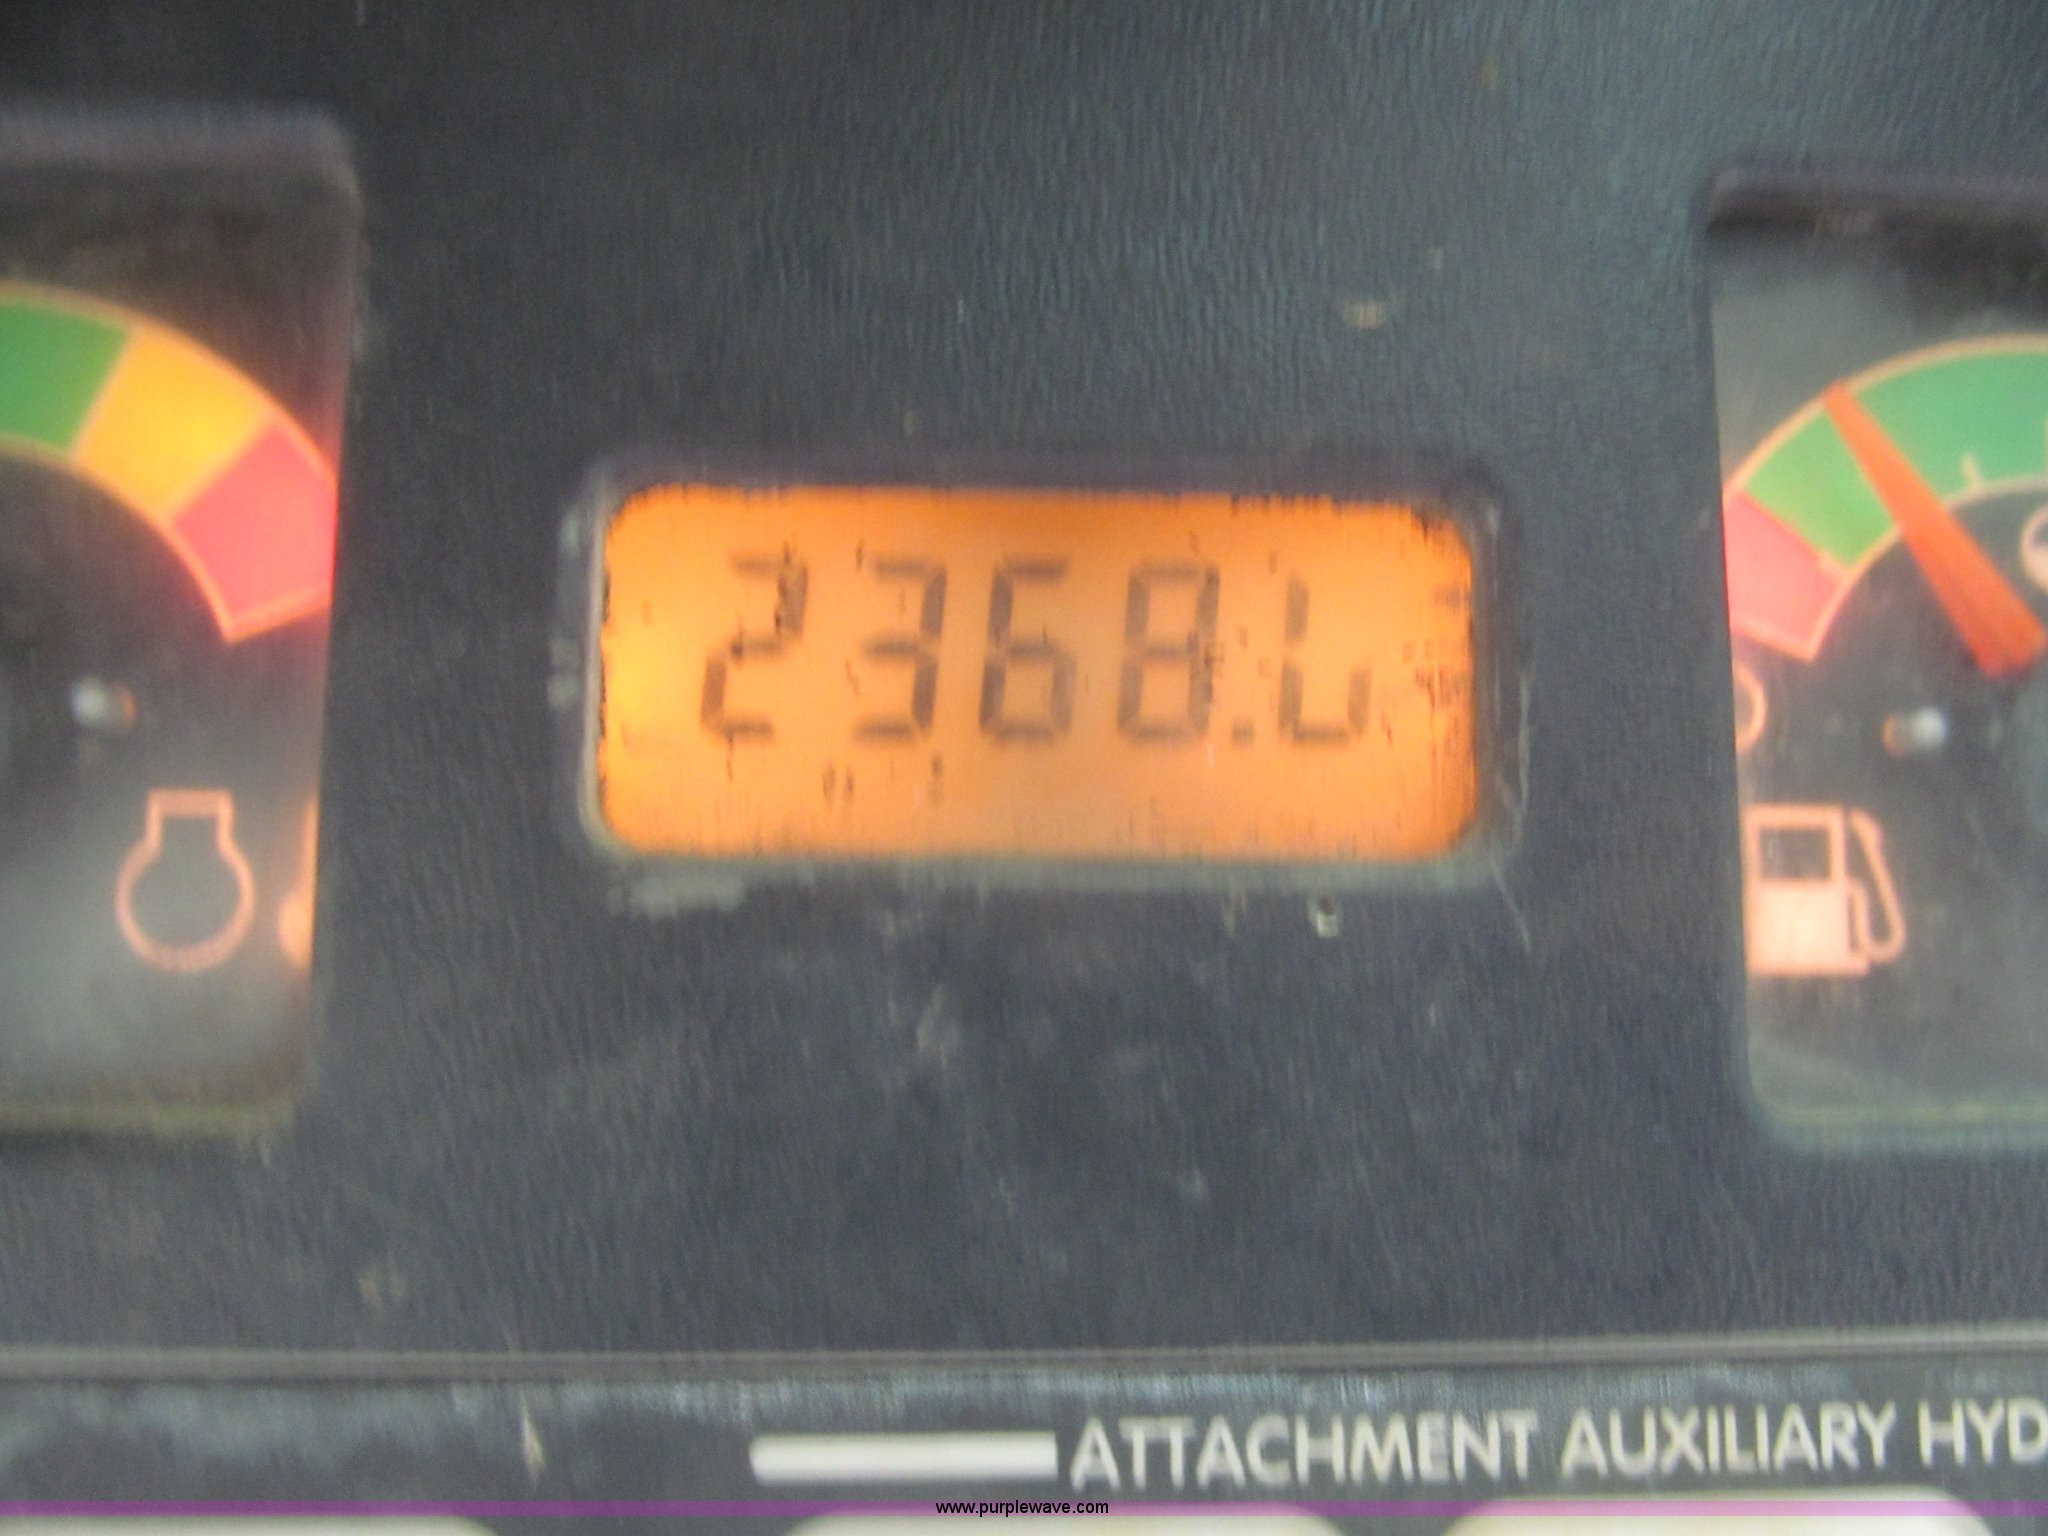 2368.
ATTACHMENT AUXILIARY HYD
www.purplewave.com